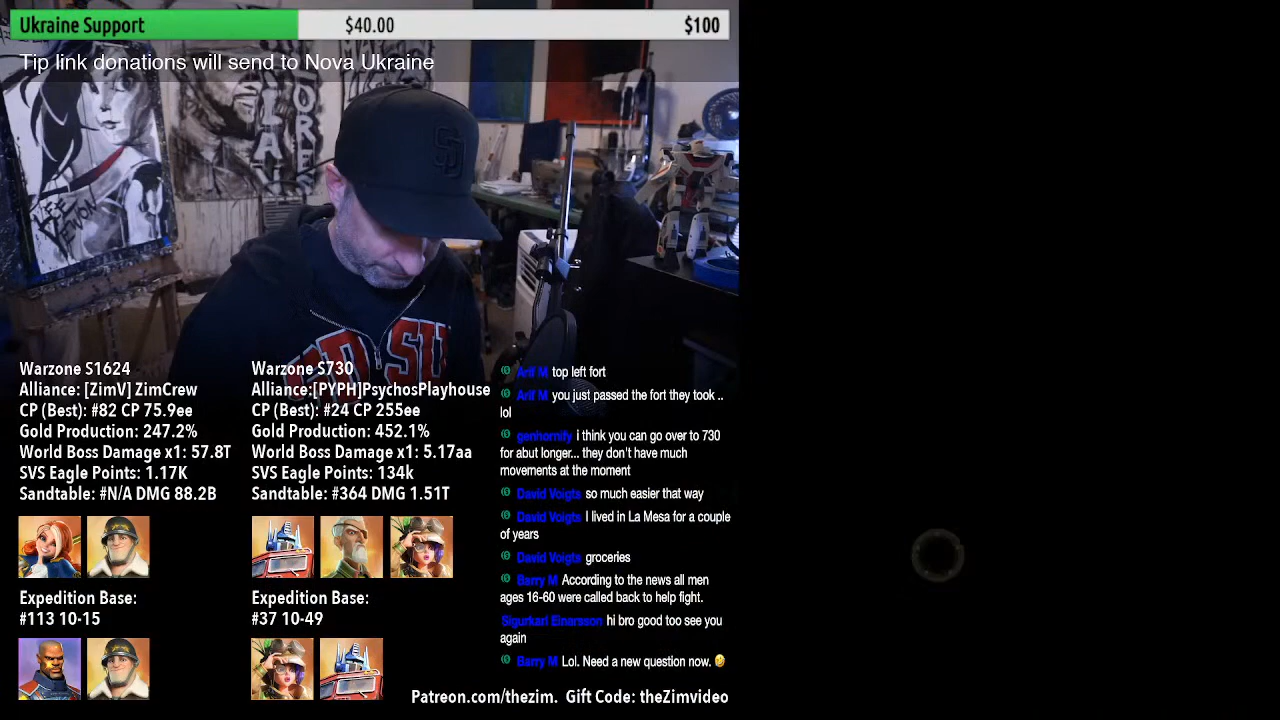 Ukraine Support $40.00 $100
Tip link donations will send to Nova Ukraine
SD
LIFE
SDSU
Warzone S1624
Alliance: [ZimV] ZimCrew
CP (Best): #82 CP 75.9ee
Gold Production: 247.2%
World Boss Damage x1: 57.8T
SVS Eagle Points: 1.17K
Sandtable: #N/A DMG 88.2B
Expedition Base:
#113 10-15
Warzone S730
Alliance:[PYPH]PsychosPlayhouse
CP (Best): #24 CP 255ee
Gold Production: 452.1%
World Boss Damage x1: 5.17aa
SVS Eagle Points: 134k
Sandtable: #364 DMG 1.51T
Expedition Base:
#37 10-49
Arif M top left fort
Arif M you just passed the fort they took ..
lol
genhornify i think you can go over to 730
for abut longer... they don't have much
movements at the moment
David Voigts so much easier that way
David Voigts I lived in La Mesa for a couple
of years
David Voigts groceries
Barry M According to the news all men
ages 16-60 were called back to help fight.
Sigurkarl Einarsson hi bro good too see you
again
Barry M Lol. Need a new question now. 🤣
Patreon.com/thezim. Gift Code: theZimvideo